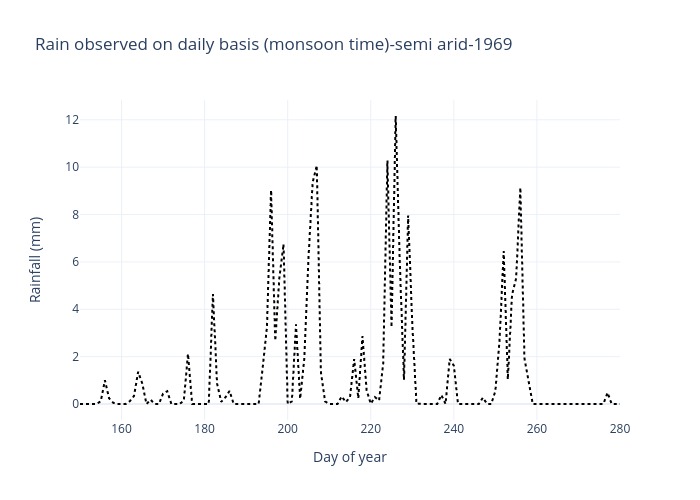 Rain observed on daily basis (monsoon time)-semi arid-1969
12
10
8
6
4
2
0
Rainfall (mm)
160 180 200 220 240 260 280
Day of year